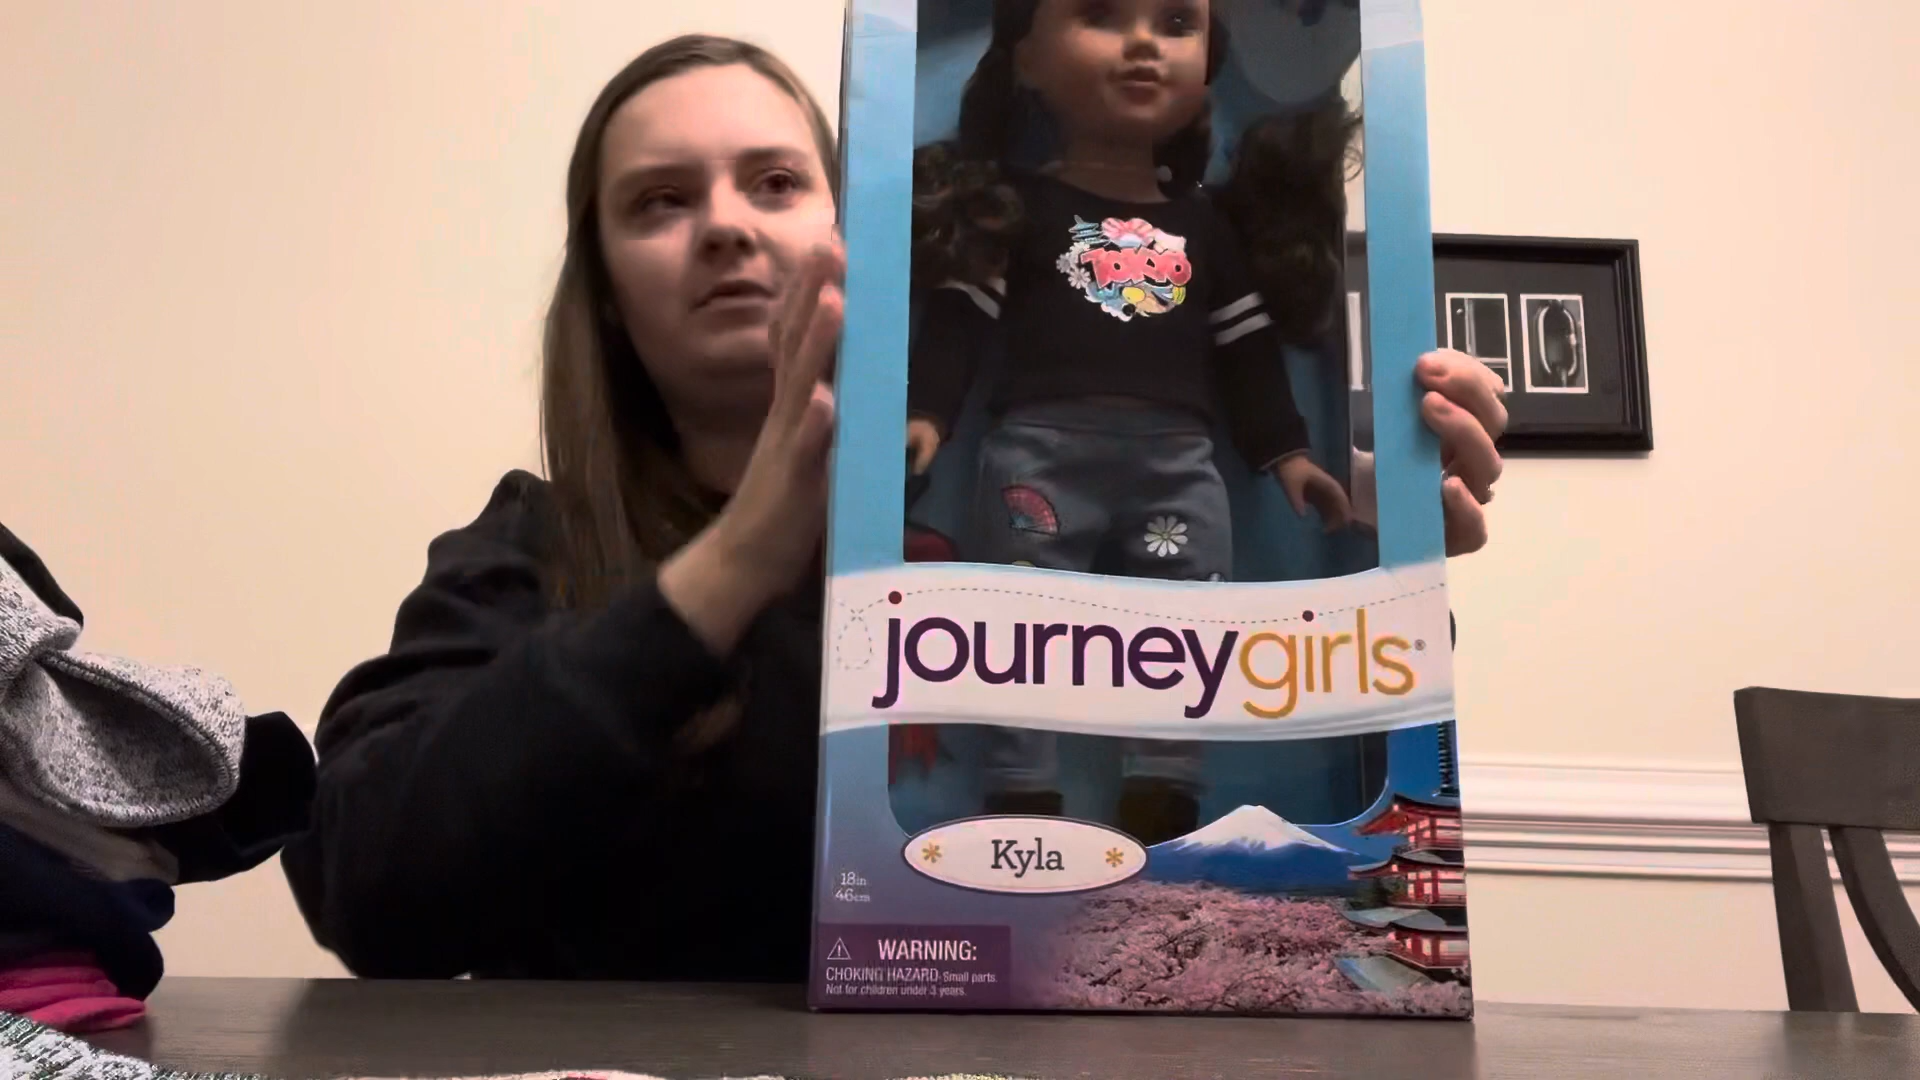 TOKYO
journeygirls®
Kyla
18in.
46cm
WARNING:
CHOKING HAZARD-Small parts.
Not for children under 3 years.